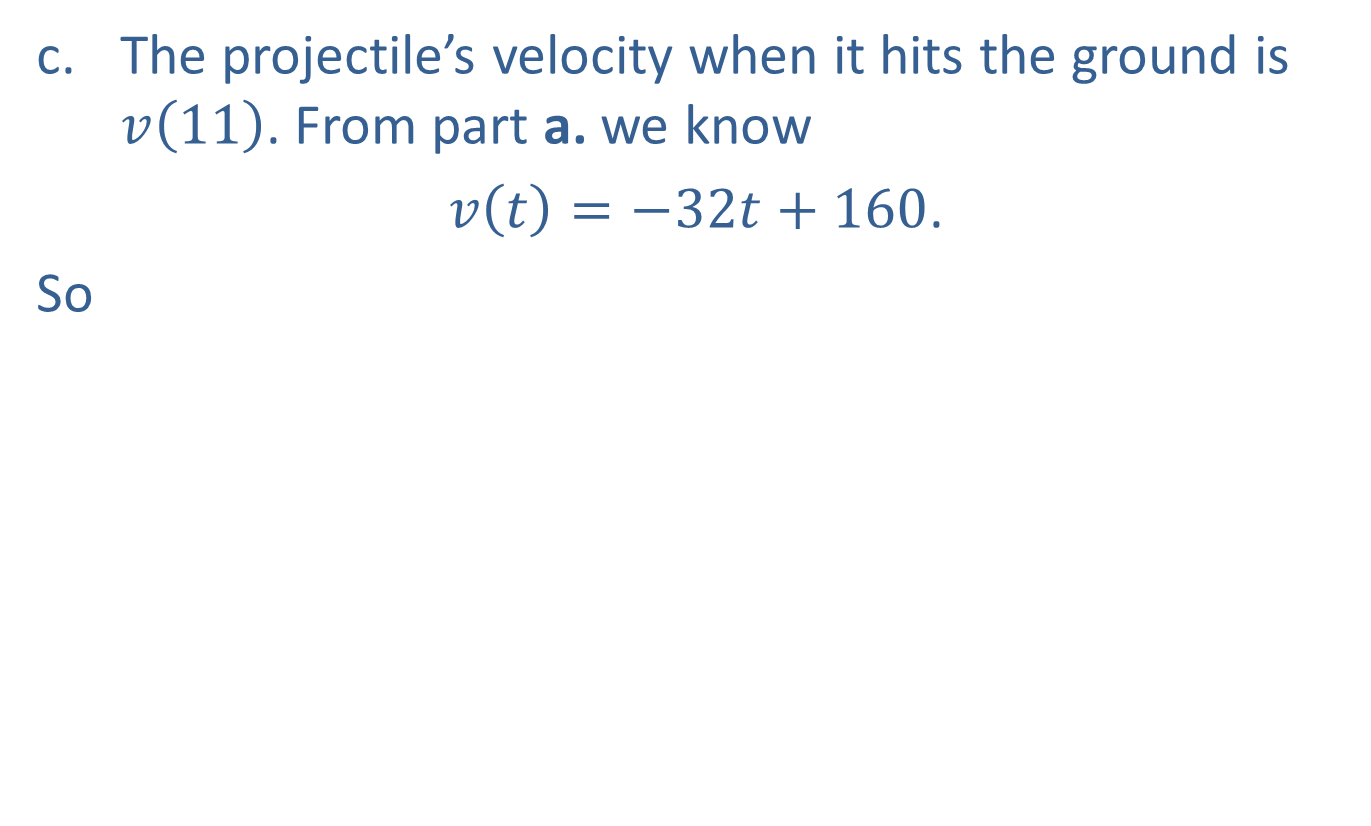 c. The projectile’s velocity when it hits the ground is
𝑣(11). From part a. we know
𝑣(𝑡) = −32𝑡 + 160.
So